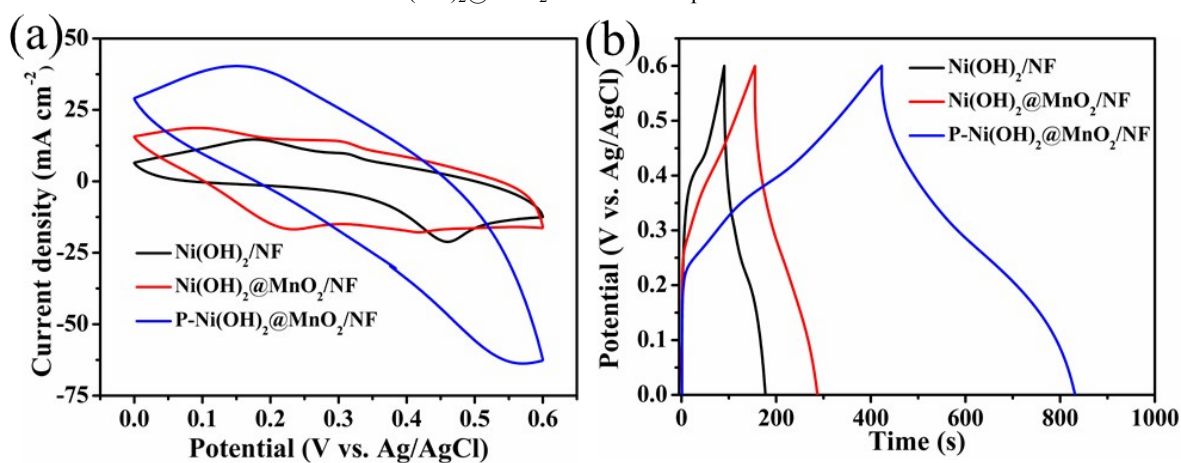 (a)
50
25
0
-25
-50
-75
Current density (mA cm⁻²)
Ni(OH)₂/NF
Ni(OH)₂@MnO₂/NF
P-Ni(OH)₂@MnO₂/NF
0.0 0.1 0.2 0.3 0.4 0.5 0.6
Potential (V vs. Ag/AgCl)
(b)
0.6
0.5
0.4
0.3
0.2
0.1
0.0
Potential (V vs. Ag/AgCl)
Ni(OH)₂/NF
Ni(OH)₂@MnO₂/NF
P-Ni(OH)₂@MnO₂/NF
0 200 400 600 800 1000
Time (s)